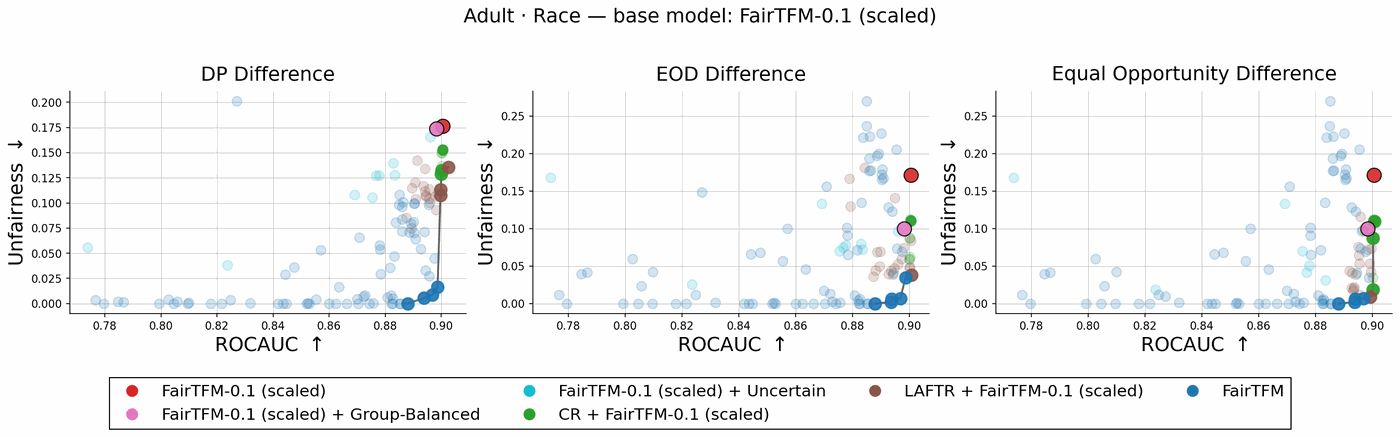 Adult · Race — base model: FairTFM-0.1 (scaled)
DP Difference
Unfairness ↓
0.200
0.175
0.150
0.125
0.100
0.075
0.050
0.025
0.000
0.78 0.80 0.82 0.84 0.86 0.88 0.90
ROCAUC ↑
EOD Difference
Unfairness ↓
0.25
0.20
0.15
0.10
0.05
0.00
0.78 0.80 0.82 0.84 0.86 0.88 0.90
ROCAUC ↑
Equal Opportunity Difference
Unfairness ↓
0.25
0.20
0.15
0.10
0.05
0.00
0.78 0.80 0.82 0.84 0.86 0.88 0.90
ROCAUC ↑
FairTFM-0.1 (scaled)
FairTFM-0.1 (scaled) + Group-Balanced
FairTFM-0.1 (scaled) + Uncertain
CR + FairTFM-0.1 (scaled)
LAFTR + FairTFM-0.1 (scaled)
FairTFM